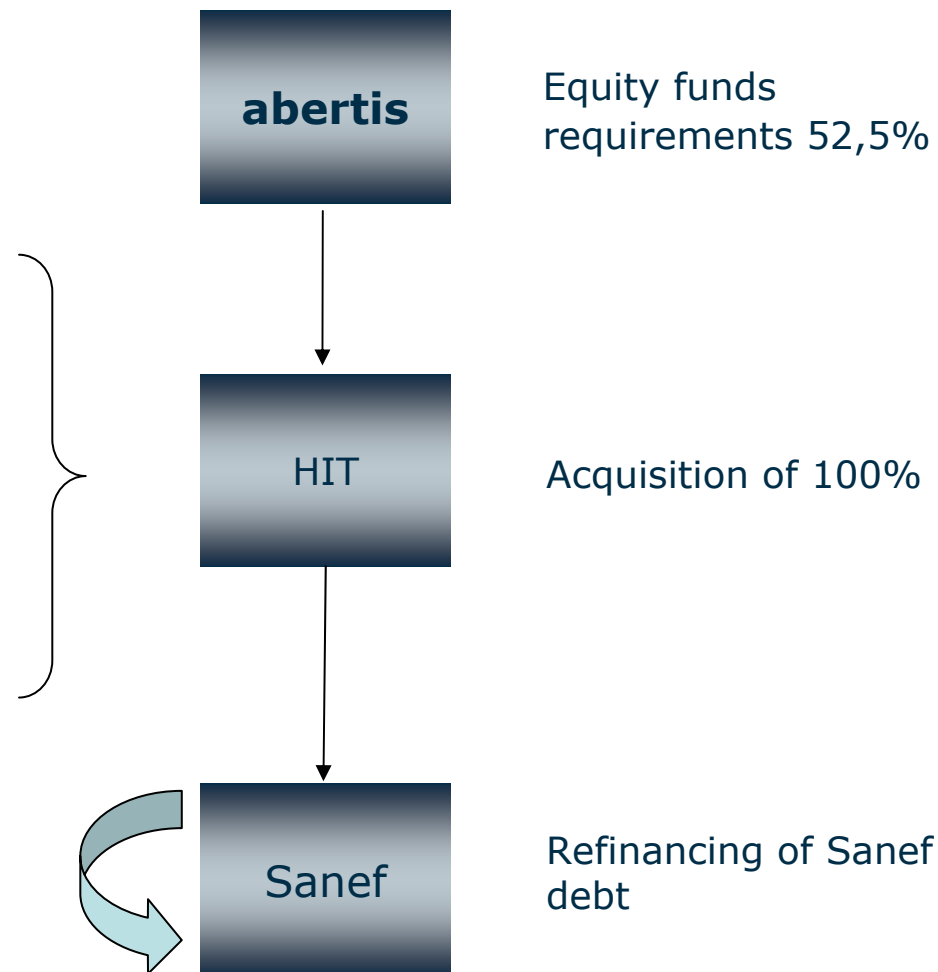 abertis
Equity funds
requirements 52,5%
HIT
Acquisition of 100%
Sanef
Refinancing of Sanef
debt